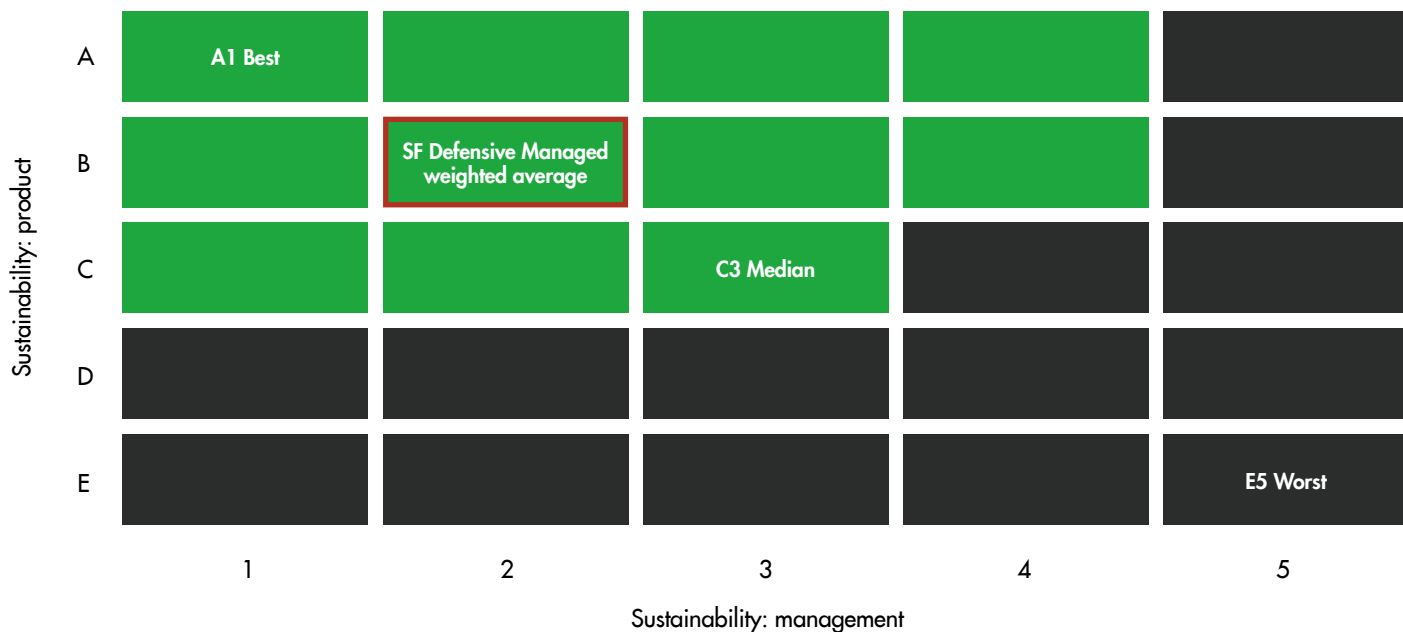 A
A1 Best
Sustainability: product
B
SF Defensive Managed
weighted average
C
C3 Median
D
E
E5 Worst
1
2
3
4
5
Sustainability: management